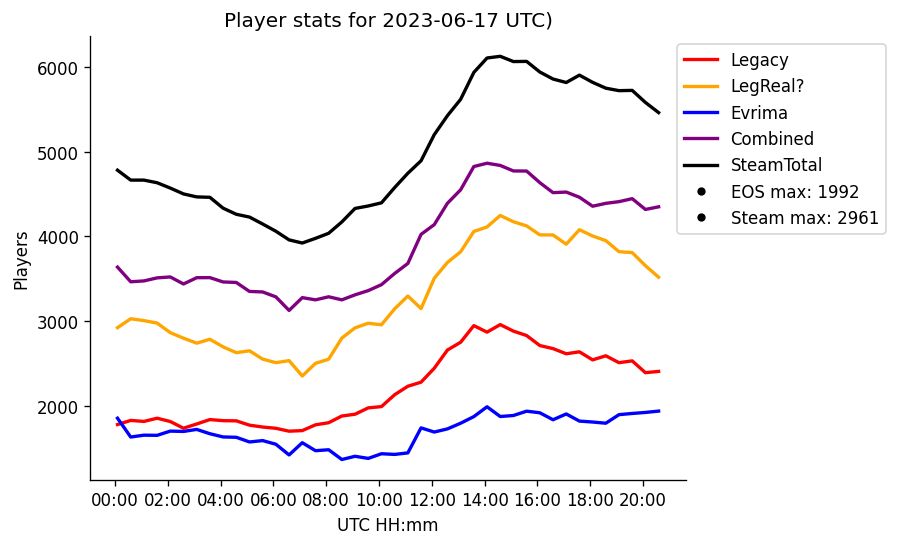 Player stats for 2023-06-17 UTC)
Players
6000
5000
4000
3000
2000
00:00 02:00 04:00 06:00 08:00 10:00 12:00 14:00 16:00 18:00 20:00
UTC HH:mm
Legacy
LegReal?
Evrima
Combined
SteamTotal
EOS max: 1992
Steam max: 2961